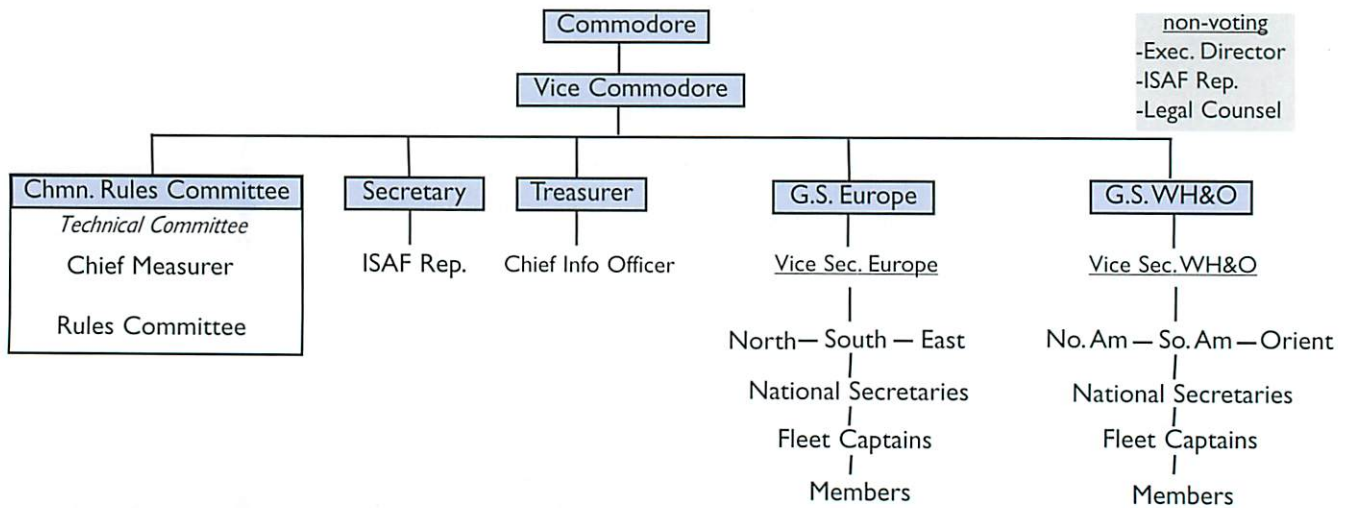 Commodore
Vice Commodore
non-voting
-Exec. Director
-ISAF Rep.
-Legal Counsel
Chmn. Rules Committee
Technical Committee
Chief Measurer
Rules Committee
Secretary
ISAF Rep.
Treasurer
Chief Info Officer
G.S. Europe
Vice Sec. Europe
North — South — East
National Secretaries
Fleet Captains
Members
G.S. WH&O
Vice Sec. WH&O
No. Am — So. Am — Orient
National Secretaries
Fleet Captains
Members